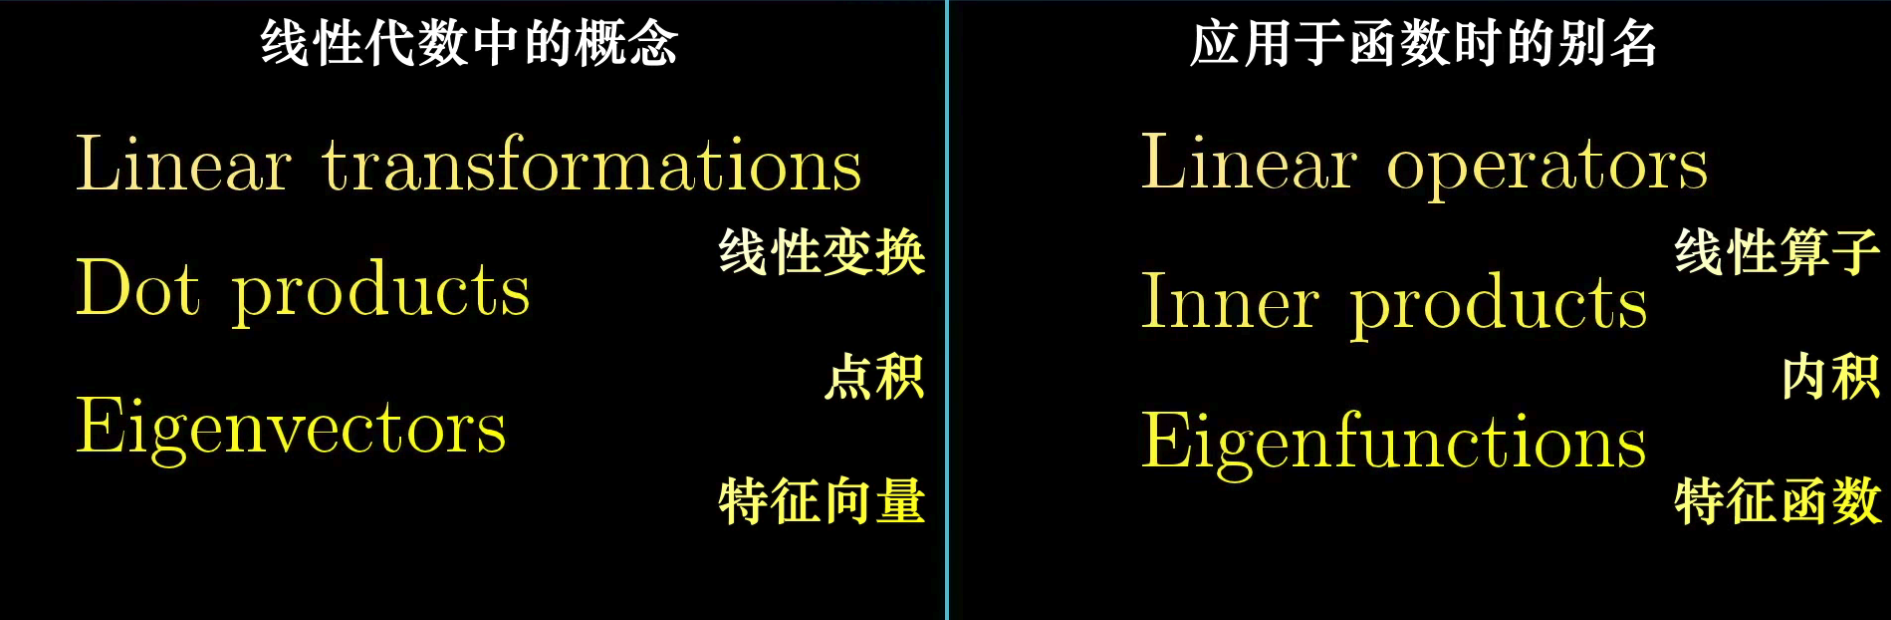 线性代数中的概念
Linear transformations
线性变换
Dot products
点积
Eigenvectors
特征向量
应用于函数时的别名
Linear operators
线性算子
Inner products
内积
Eigenfunctions
特征函数